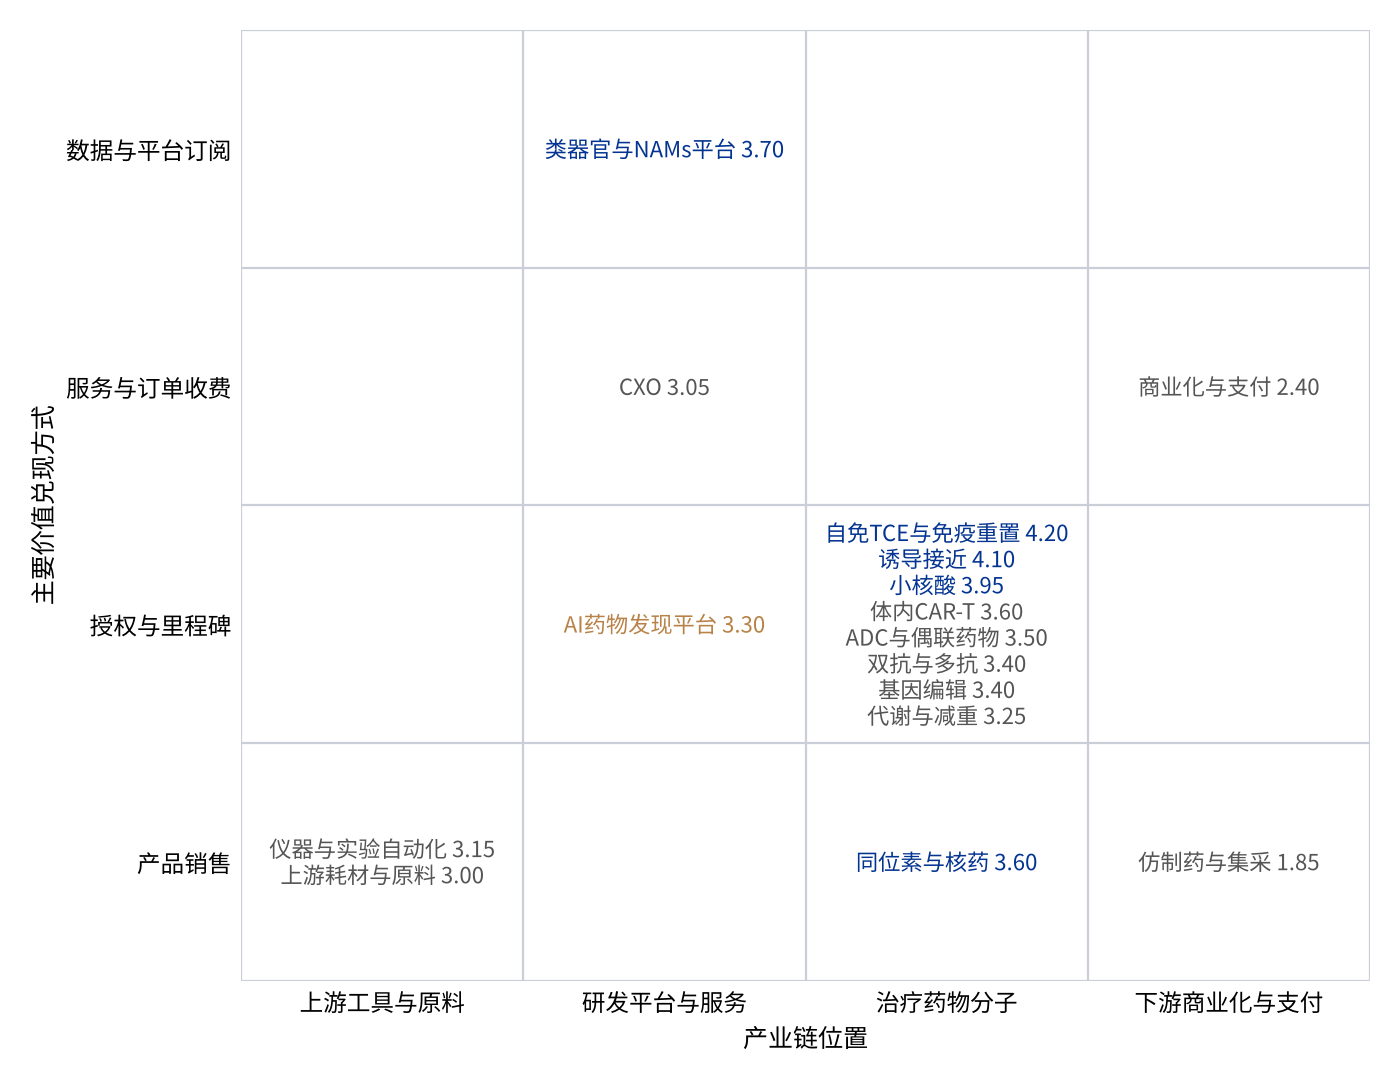 数据与平台订阅
类器官与NAMs平台 3.70
服务与订单收费
CXO 3.05
商业化与支付 2.40
主要价值兑现方式
授权与里程碑
AI药物发现平台 3.30
自免TCE与免疫重置 4.20
诱导接近 4.10
小核酸 3.95
体内CAR-T 3.60
ADC与偶联药物 3.50
双抗与多抗 3.40
基因编辑 3.40
代谢与减重 3.25
产品销售
仪器与实验自动化 3.15
上游耗材与原料 3.00
同位素与核药 3.60
仿制药与集采 1.85
上游工具与原料
研发平台与服务
治疗药物分子
下游商业化与支付
产业链位置